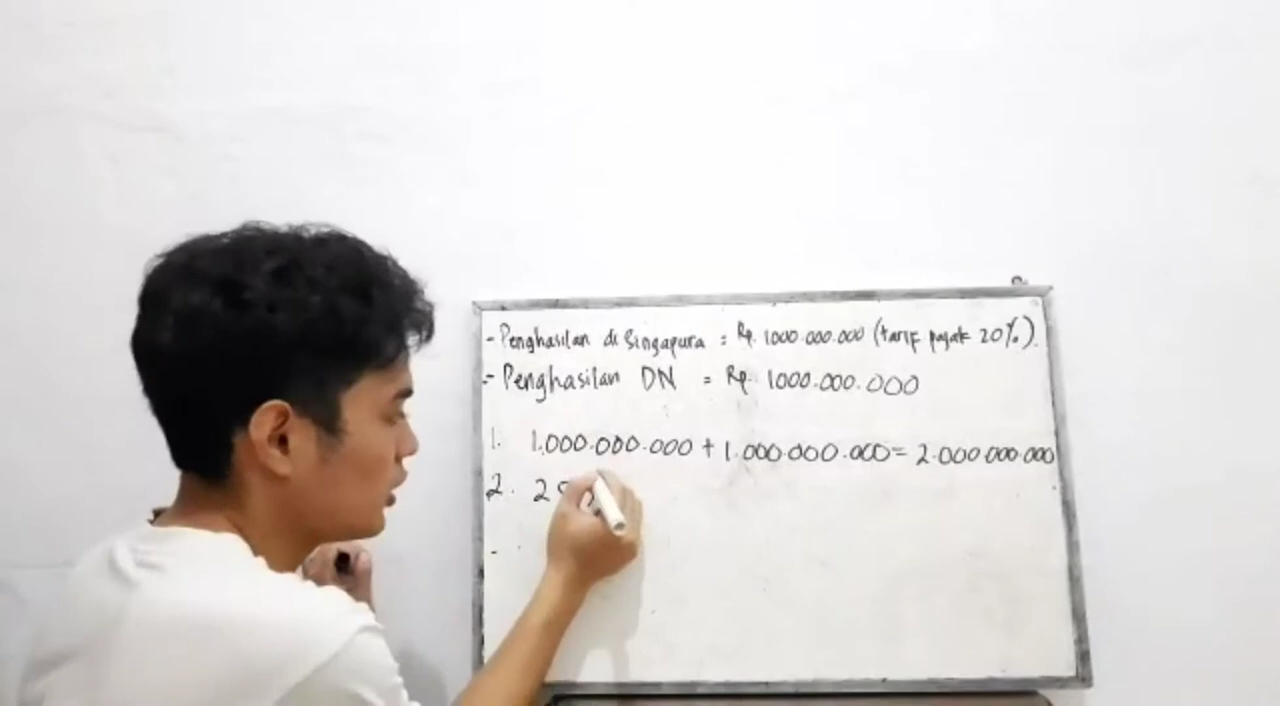 - Penghasilan di Singapura = Rp. 1000.000.000 (tarif pajak 20%).
- Penghasilan DN = Rp. 1000.000.000
1. 1.000.000.000 + 1.000.000.000 = 2.000.000.000
2. 2
-